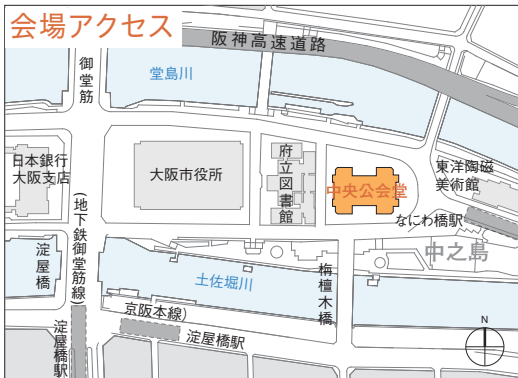 会場アクセス
阪神高速道路
御堂筋
堂島川
日本銀行
大阪支店
大阪市役所
府立図書館
中央公会堂
東洋陶磁
美術館
なにわ橋駅
中之島
(地下鉄御堂筋線)
淀屋橋
土佐堀川
栴檀木橋
京阪本線)
淀屋橋駅
淀屋橋駅
N